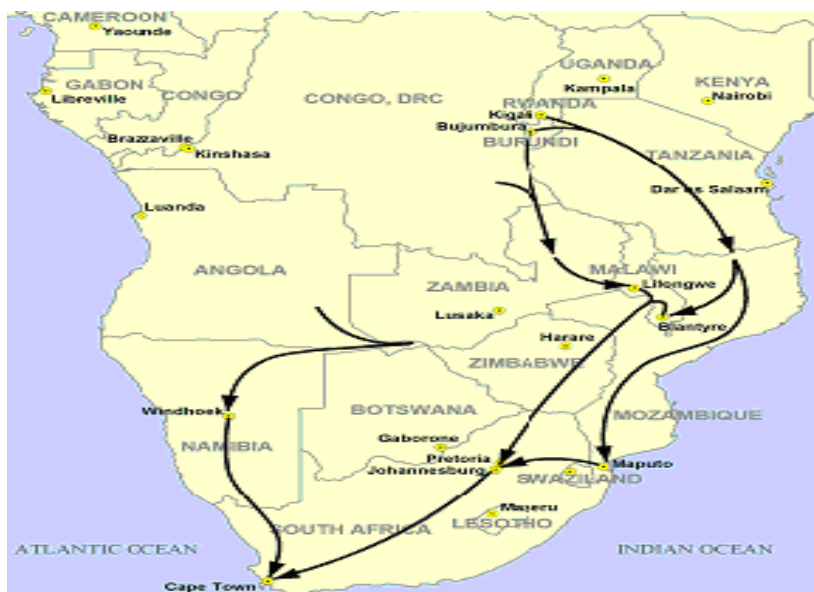 CAMEROON
Yaounde
UGANDA
Kampala
KENYA
Nairobi
GABON
Libreville
CONGO
CONGO, DRC
RWANDA
Kigali
Bujumbura
BURUNDI
Brazzaville
Kinshasa
TANZANIA
Dar es Salaam
Luanda
ANGOLA
MALAWI
Lilongwe
ZAMBIA
Lusaka
Blantyre
Harare
ZIMBABWE
Windhoek
BOTSWANA
MOZAMBIQUE
NAMIBIA
Gaborone
Pretoria
Johannesburg
Maputo
SWAZILAND
Maseru
LESOTHO
SOUTH AFRICA
ATLANTIC OCEAN
INDIAN OCEAN
Cape Town